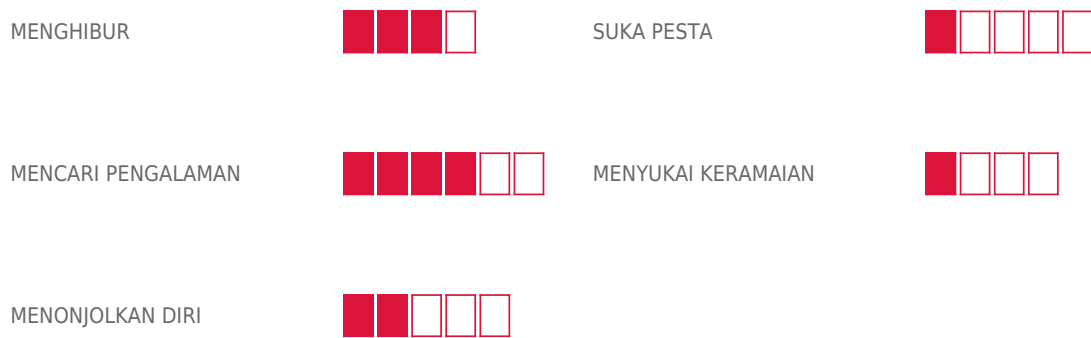 MENGHIBUR
SUKA PESTA
MENCARI PENGALAMAN
MENYUKAI KERAMAIAN
MENONJOLKAN DIRI